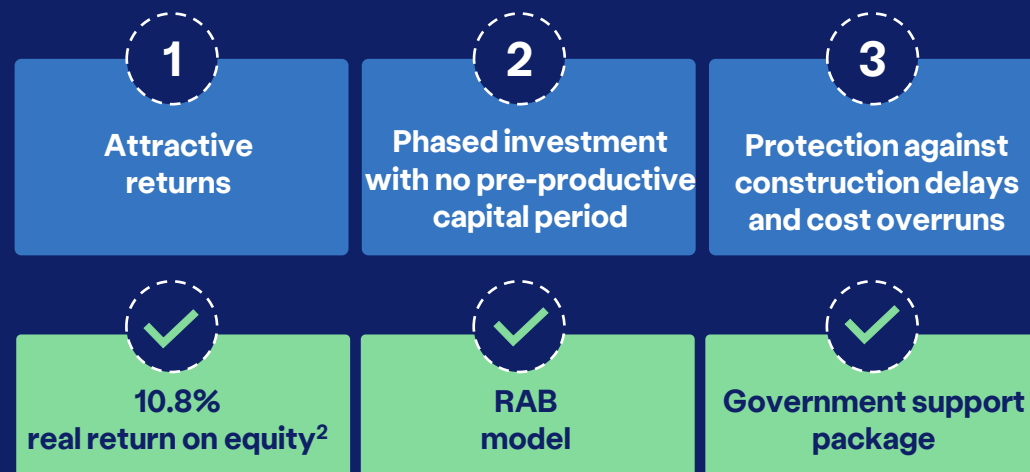 1
Attractive
returns
2
Phased investment
with no pre-productive
capital period
3
Protection against
construction delays
and cost overruns
10.8%
real return on equity²
RAB
model
Government support
package